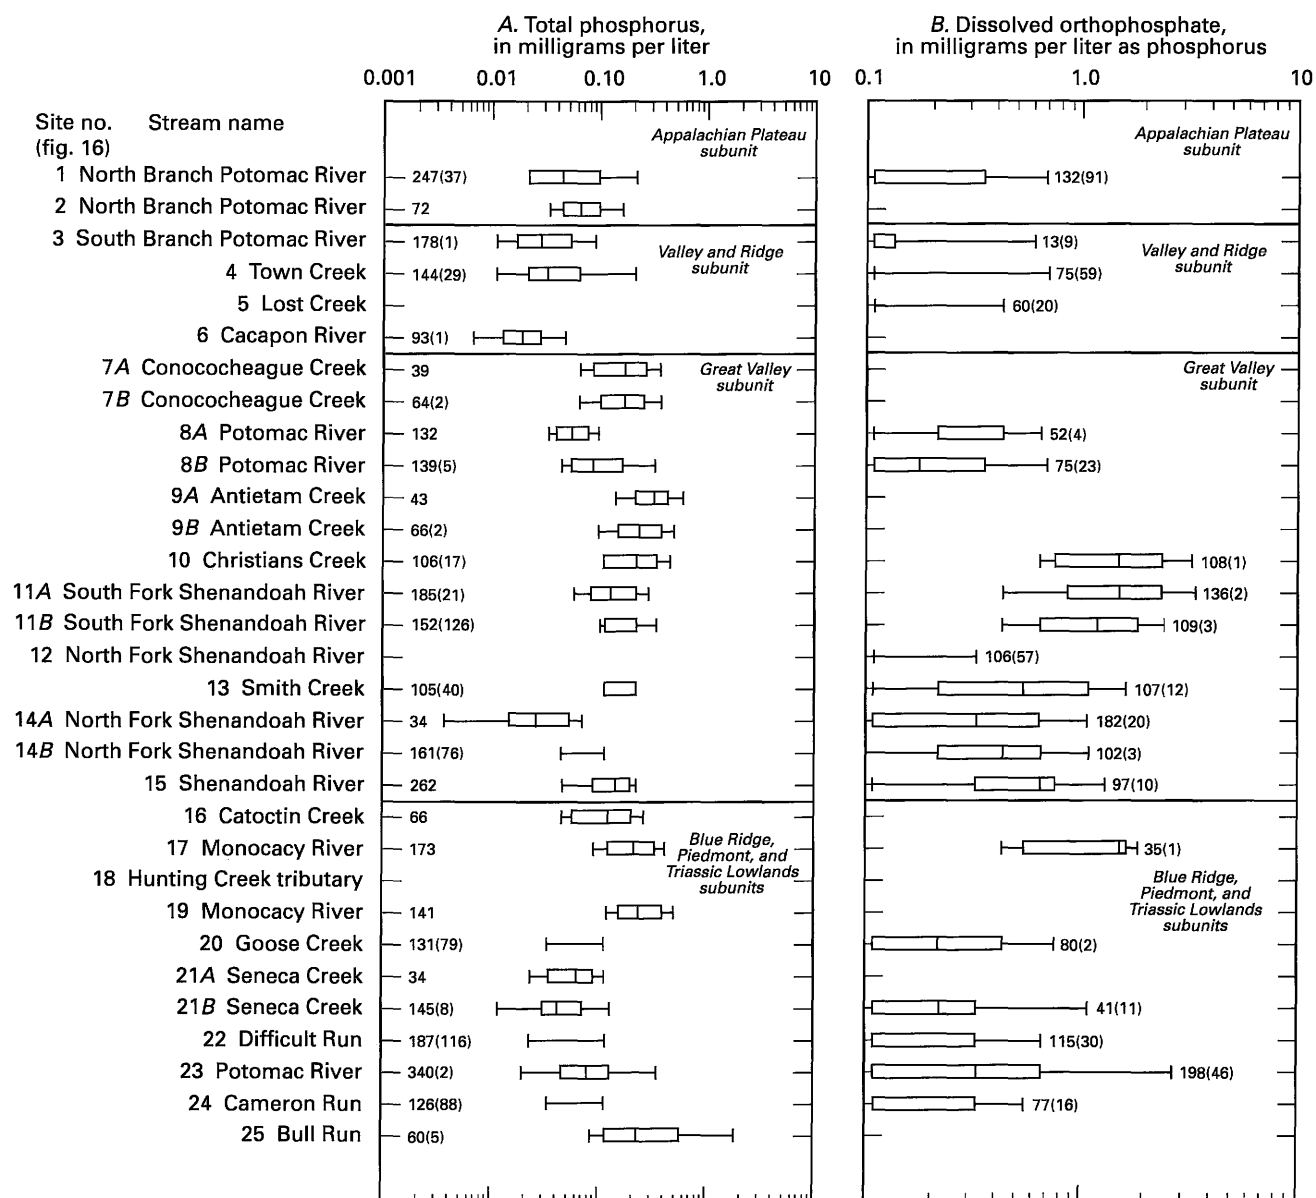 A. Total phosphorus,
in milligrams per liter
B. Dissolved orthophosphate,
in milligrams per liter as phosphorus
0.001 0.01 0.10 1.0 10
0.1 1.0 10
Site no. Stream name
(fig. 16)
Appalachian Plateau
subunit
Appalachian Plateau
subunit
1 North Branch Potomac River 247(37) 132(91)
2 North Branch Potomac River 72
3 South Branch Potomac River 178(1) 13(9)
Valley and Ridge
subunit
Valley and Ridge
subunit
4 Town Creek 144(29) 75(59)
5 Lost Creek 60(20)
6 Cacapon River 93(1)
7A Conococheague Creek 39
Great Valley
subunit
Great Valley
subunit
7B Conococheague Creek 64(2)
8A Potomac River 132 52(4)
8B Potomac River 139(5) 75(23)
9A Antietam Creek 43
9B Antietam Creek 66(2)
10 Christians Creek 106(17) 108(1)
11A South Fork Shenandoah River 185(21) 136(2)
11B South Fork Shenandoah River 152(126) 109(3)
12 North Fork Shenandoah River 106(57)
13 Smith Creek 105(40) 107(12)
14A North Fork Shenandoah River 34 182(20)
14B North Fork Shenandoah River 161(76) 102(3)
15 Shenandoah River 262 97(10)
16 Catoctin Creek 66
17 Monocacy River 173 35(1)
Blue Ridge,
Piedmont, and
Triassic Lowlands
subunits
18 Hunting Creek tributary
Blue Ridge,
Piedmont, and
Triassic Lowlands
subunits
19 Monocacy River 141
20 Goose Creek 131(79) 80(2)
21A Seneca Creek 34
21B Seneca Creek 145(8) 41(11)
22 Difficult Run 187(116) 115(30)
23 Potomac River 340(2) 198(46)
24 Cameron Run 126(88) 77(16)
25 Bull Run 60(5)